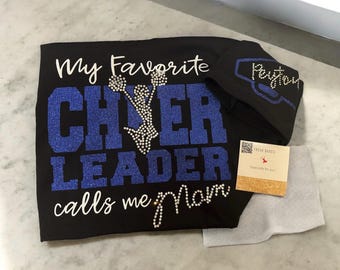 My Favorite
CHEER
LEADER
calls me Mom
Peyton